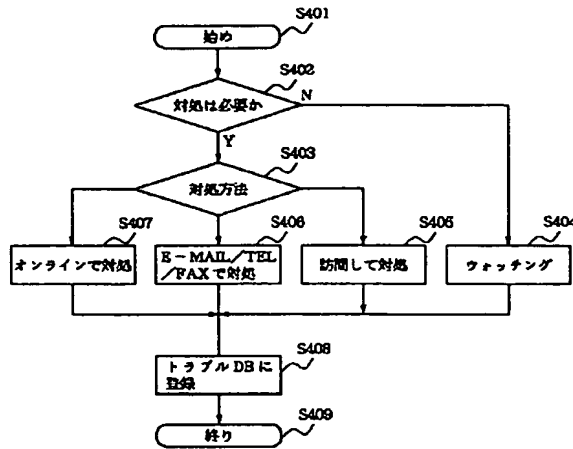 S401
始め
S402
対処は必要か
N
Y
S403
対処方法
S407
オンラインで対処
S406
E-MAIL/TEL
/FAXで対処
S405
訪問して対処
S404
ウォッチング
S408
トラブルDBに
登録
S409
終り